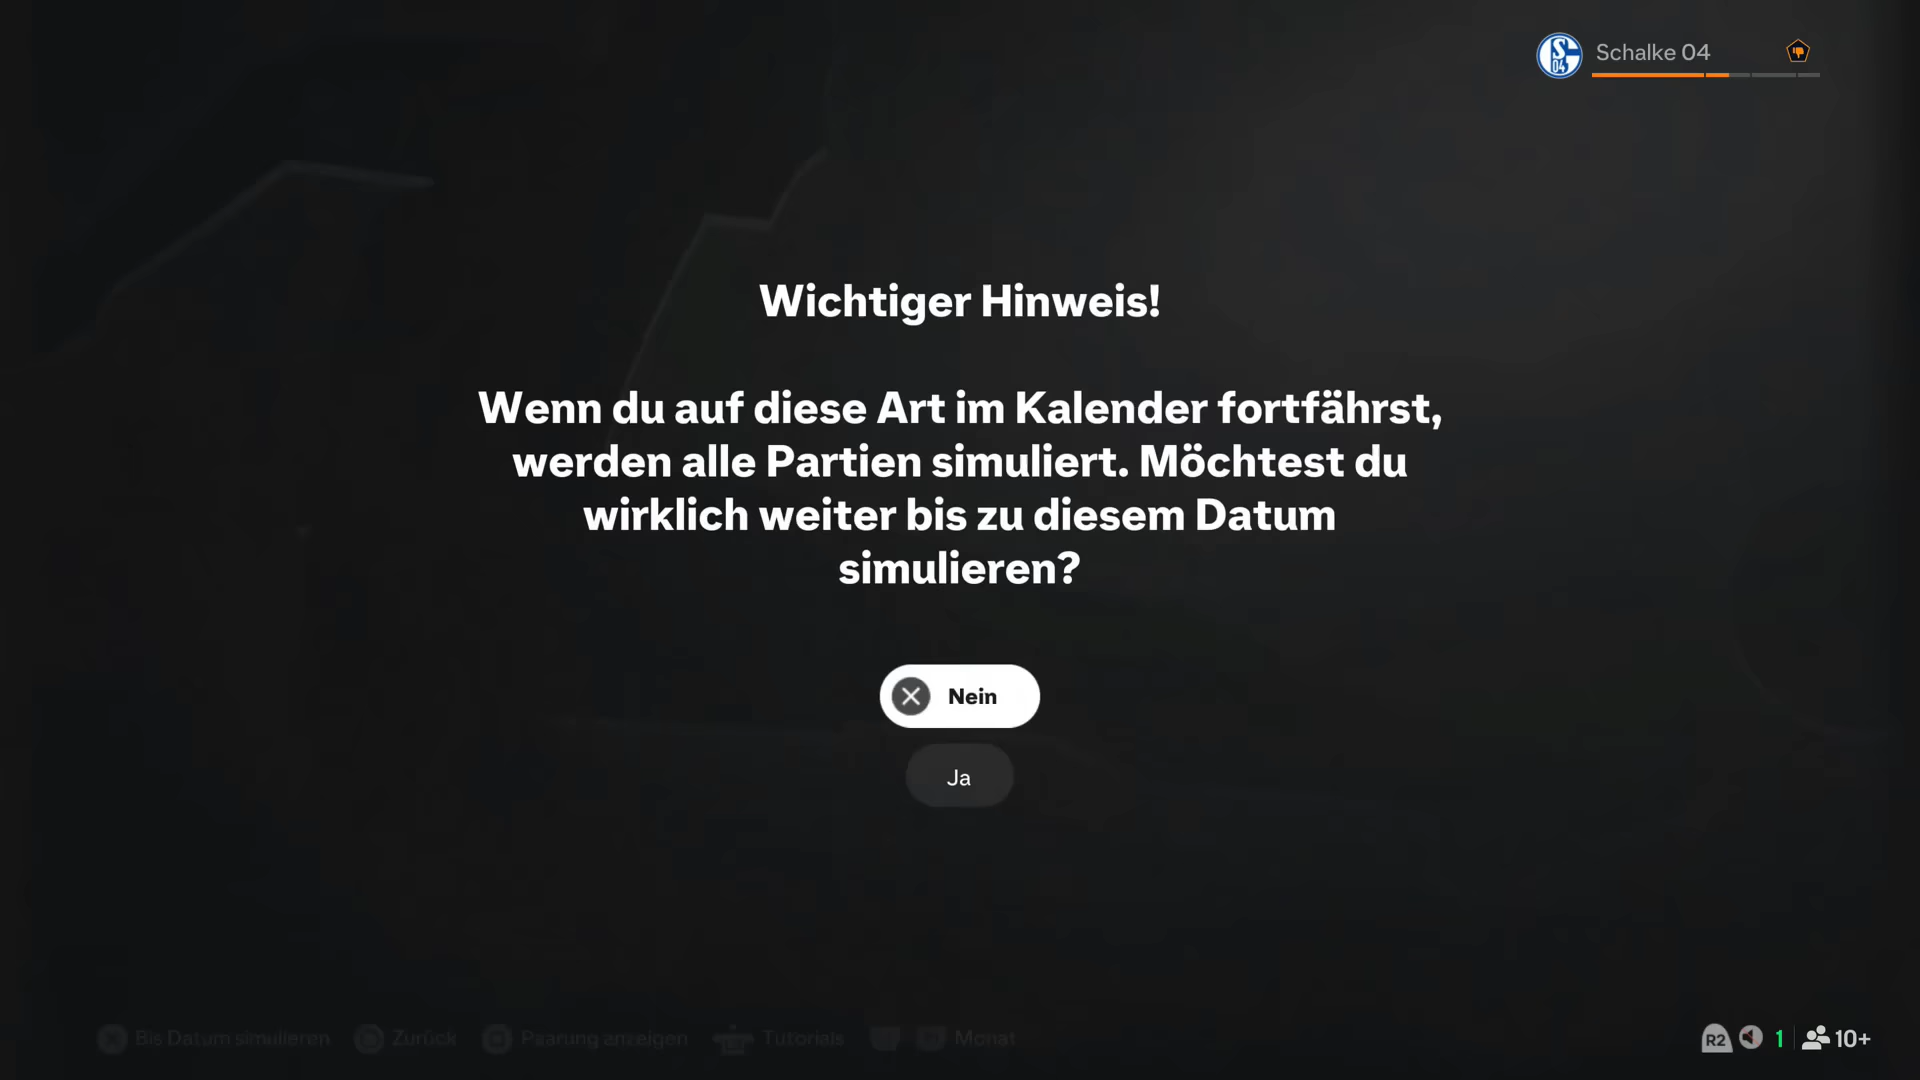 Schalke 04
Wichtiger Hinweis!
Wenn du auf diese Art im Kalender fortfährst,
werden alle Partien simuliert. Möchtest du
wirklich weiter bis zu diesem Datum
simulieren?
Nein
Ja
Bis Datum simulieren Zurück Paarung anzeigen Tutorials Monat
R2 1 10+